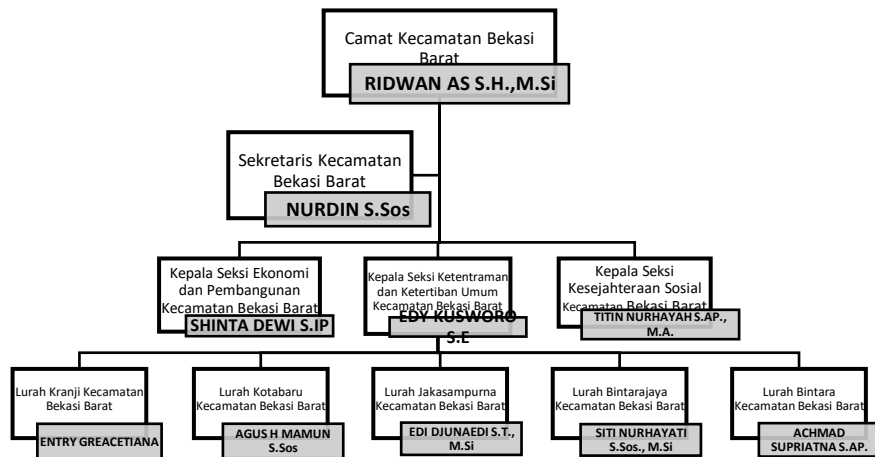 Camat Kecamatan Bekasi
Barat
RIDWAN AS S.H.,M.Si
Sekretaris Kecamatan
Bekasi Barat
NURDIN S.Sos
Kepala Seksi Ekonomi
dan Pembangunan
Kecamatan Bekasi Barat
SHINTA DEWI S.IP
Kepala Seksi Ketentraman
dan Ketertiban Umum
Kecamatan Bekasi Barat
EDY KUSWORO
S.E
Kepala Seksi
Kesejahteraan Sosial
Kecamatan Bekasi Barat
TITIN NURHAYAH S.AP.,
M.A.
Lurah Kranji Kecamatan
Bekasi Barat
ENTRY GREACETIANA
Lurah Kotabaru
Kecamatan Bekasi Barat
AGUS H MAMUN
S.Sos
Lurah Jakasampurna
Kecamatan Bekasi Barat
EDI DJUNAEDI S.T.,
M.Si
Lurah Bintarajaya
Kecamatan Bekasi Barat
SITI NURHAYATI
S.Sos., M.Si
Lurah Bintara
Kecamatan Bekasi Barat
ACHMAD
SUPRIATNA S.AP.